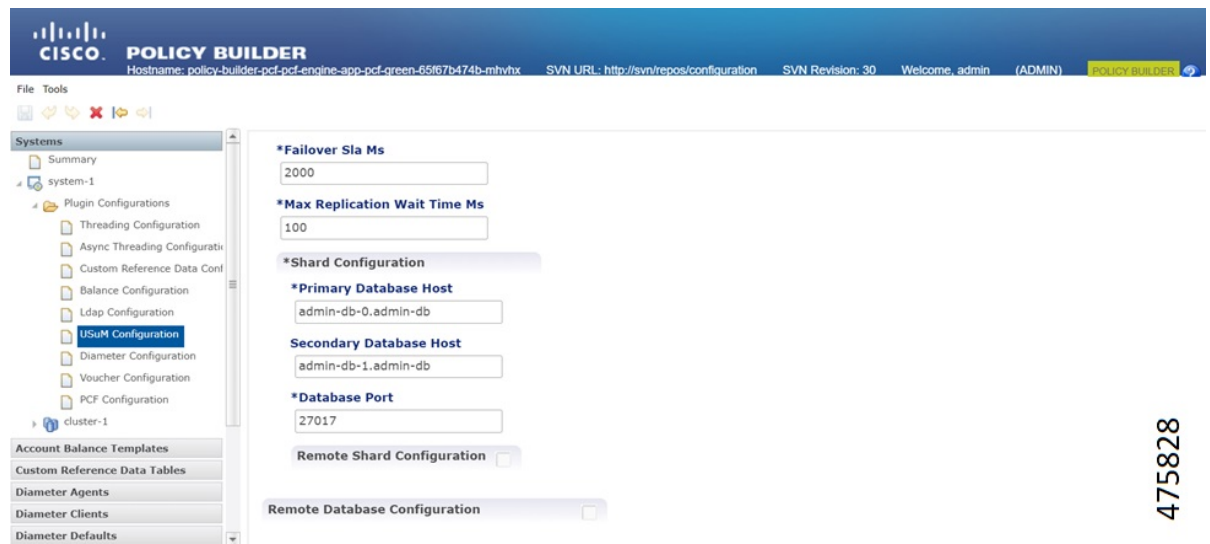 CISCO. POLICY BUILDER
Hostname: policy-builder-pcf-pcf-engine-app-pcf-green-65f67b474b-mhvhx SVN URL: http://svn/repos/configuration SVN Revision: 30 Welcome, admin (ADMIN) POLICY BUILDER ?
File Tools
Systems
Summary
system-1
Plugin Configurations
Threading Configuration
Async Threading Configuratio
Custom Reference Data Conf
Balance Configuration
Ldap Configuration
USuM Configuration
Diameter Configuration
Voucher Configuration
PCF Configuration
cluster-1
Account Balance Templates
Custom Reference Data Tables
Diameter Agents
Diameter Clients
Diameter Defaults
*Failover Sla Ms
2000
*Max Replication Wait Time Ms
100
*Shard Configuration
*Primary Database Host
admin-db-0.admin-db
Secondary Database Host
admin-db-1.admin-db
*Database Port
27017
Remote Shard Configuration
Remote Database Configuration
475828